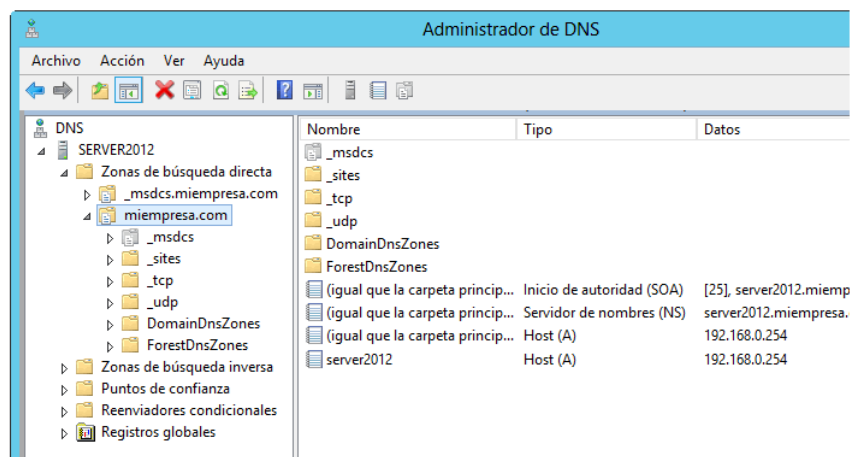 Administrador de DNS
Archivo Acción Ver Ayuda
DNS
SERVER2012
Zonas de búsqueda directa
_msdcs.miempresa.com
miempresa.com
_msdcs
_sites
_tcp
_udp
DomainDnsZones
ForestDnsZones
Zonas de búsqueda inversa
Puntos de confianza
Reenviadores condicionales
Registros globales
Nombre Tipo Datos
_msdcs
_sites
_tcp
_udp
DomainDnsZones
ForestDnsZones
(igual que la carpeta princip... Inicio de autoridad (SOA) [25], server2012.miemp
(igual que la carpeta princip... Servidor de nombres (NS) server2012.miempresa.
(igual que la carpeta princip... Host (A) 192.168.0.254
server2012 Host (A) 192.168.0.254